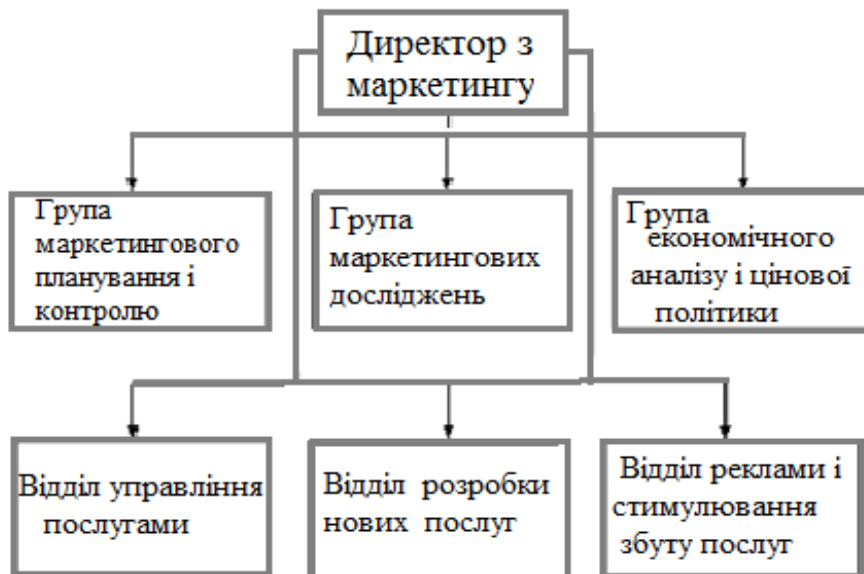 Директор з
маркетингу
Група
маркетингового
планування і
контролю
Група
маркетингових
досліджень
Група
економічного
аналізу і цінової
політики
Відділ управління
послугами
Відділ розробки
нових послуг
Відділ реклами і
стимулювання
збуту послуг